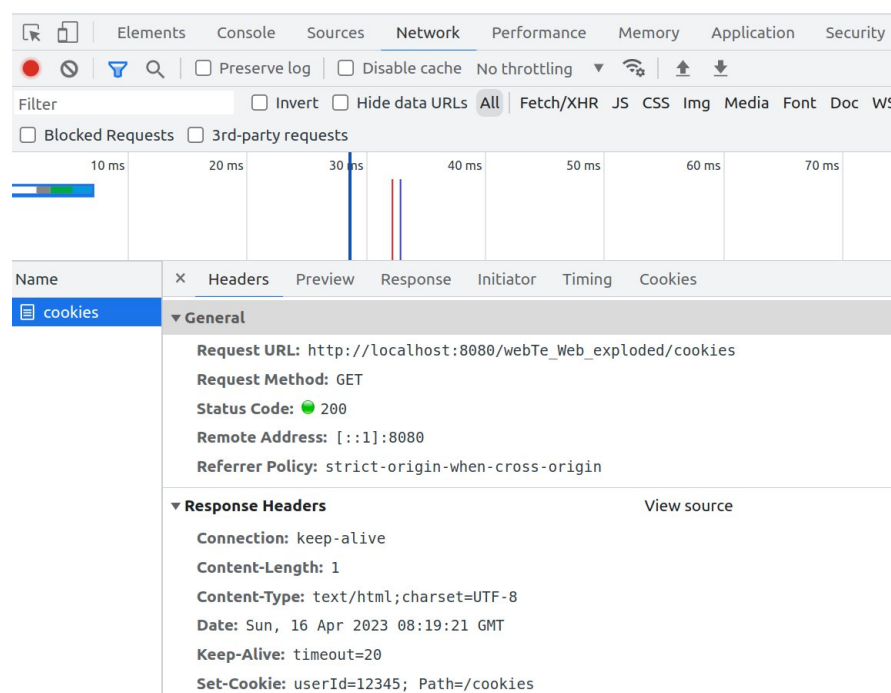 Elements Console Sources Network Performance Memory Application Security
Preserve log Disable cache No throttling
Filter Invert Hide data URLs All Fetch/XHR JS CSS Img Media Font Doc WS
Blocked Requests 3rd-party requests
10 ms 20 ms 30 ms 40 ms 50 ms 60 ms 70 ms
Name × Headers Preview Response Initiator Timing Cookies
cookies
General
Request URL: http://localhost:8080/webTe_Web_exploded/cookies
Request Method: GET
Status Code: 200
Remote Address: [::1]:8080
Referrer Policy: strict-origin-when-cross-origin
Response Headers View source
Connection: keep-alive
Content-Length: 1
Content-Type: text/html;charset=UTF-8
Date: Sun, 16 Apr 2023 08:19:21 GMT
Keep-Alive: timeout=20
Set-Cookie: userId=12345; Path=/cookies